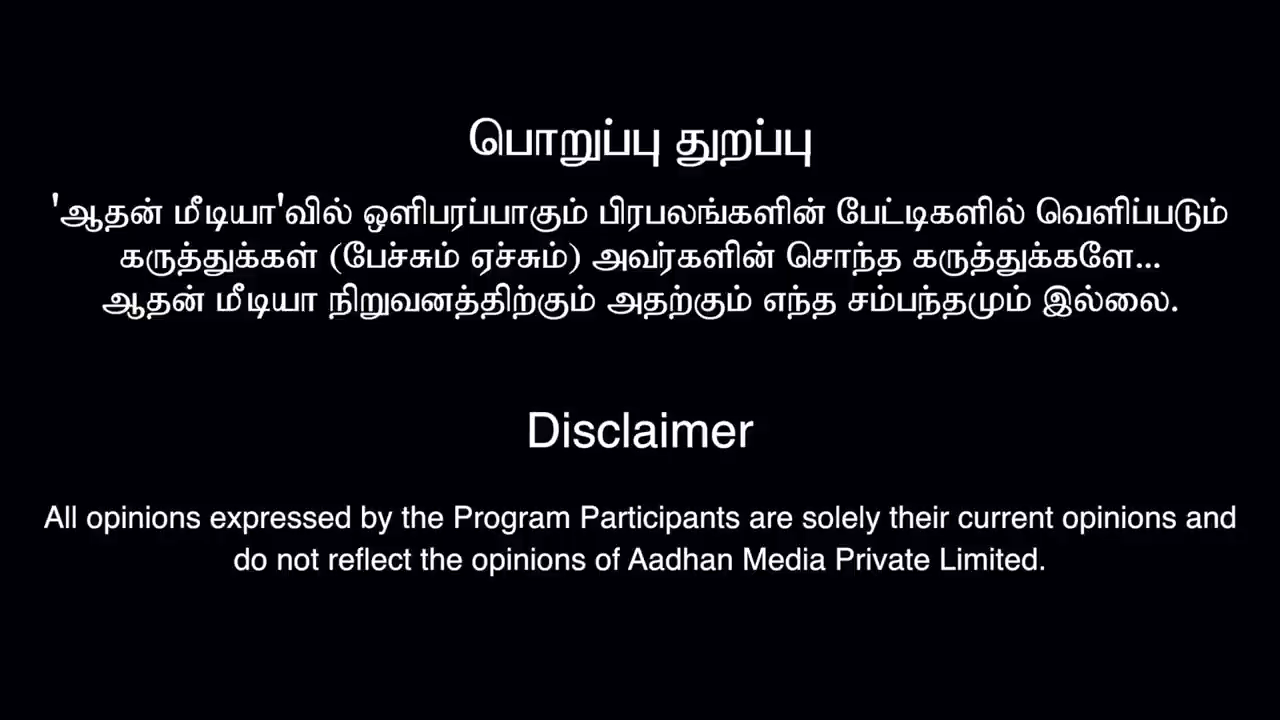 பொறுப்பு துறப்பு
'ஆதன் மீடியா'வில் ஒளிபரப்பாகும் பிரபலங்களின் பேட்டிகளில் வெளிப்படும்
கருத்துக்கள் (பேச்சும் ஏச்சும்) அவர்களின் சொந்த கருத்துக்களே...
ஆதன் மீடியா நிறுவனத்திற்கும் அதற்கும் எந்த சம்பந்தமும் இல்லை.
Disclaimer
All opinions expressed by the Program Participants are solely their current opinions and
do not reflect the opinions of Aadhan Media Private Limited.